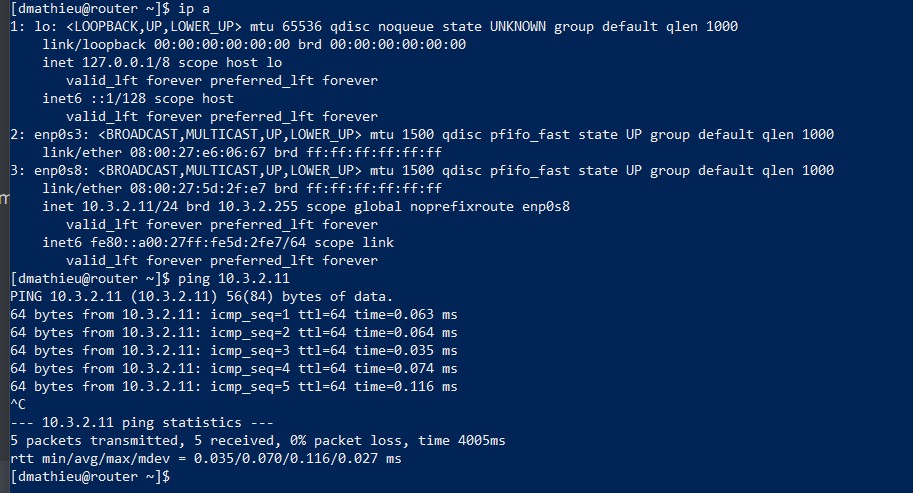 [dmathieu@router ~]$ ip a
1: lo: <LOOPBACK,UP,LOWER_UP> mtu 65536 qdisc noqueue state UNKNOWN group default qlen 1000
    link/loopback 00:00:00:00:00:00 brd 00:00:00:00:00:00
    inet 127.0.0.1/8 scope host lo
       valid_lft forever preferred_lft forever
    inet6 ::1/128 scope host
       valid_lft forever preferred_lft forever
2: enp0s3: <BROADCAST,MULTICAST,UP,LOWER_UP> mtu 1500 qdisc pfifo_fast state UP group default qlen 1000
    link/ether 08:00:27:e6:06:67 brd ff:ff:ff:ff:ff:ff
3: enp0s8: <BROADCAST,MULTICAST,UP,LOWER_UP> mtu 1500 qdisc pfifo_fast state UP group default qlen 1000
    link/ether 08:00:27:5d:2f:e7 brd ff:ff:ff:ff:ff:ff
    inet 10.3.2.11/24 brd 10.3.2.255 scope global noprefixroute enp0s8
       valid_lft forever preferred_lft forever
    inet6 fe80::a00:27ff:fe5d:2fe7/64 scope link
       valid_lft forever preferred_lft forever
[dmathieu@router ~]$ ping 10.3.2.11
PING 10.3.2.11 (10.3.2.11) 56(84) bytes of data.
64 bytes from 10.3.2.11: icmp_seq=1 ttl=64 time=0.063 ms
64 bytes from 10.3.2.11: icmp_seq=2 ttl=64 time=0.064 ms
64 bytes from 10.3.2.11: icmp_seq=3 ttl=64 time=0.035 ms
64 bytes from 10.3.2.11: icmp_seq=4 ttl=64 time=0.074 ms
64 bytes from 10.3.2.11: icmp_seq=5 ttl=64 time=0.116 ms
^C
--- 10.3.2.11 ping statistics ---
5 packets transmitted, 5 received, 0% packet loss, time 4005ms
rtt min/avg/max/mdev = 0.035/0.070/0.116/0.027 ms
[dmathieu@router ~]$